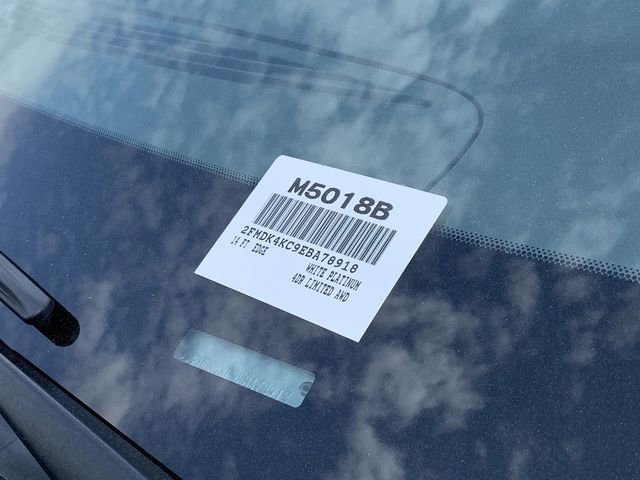 M5018B
2FMDK4KC9EBA78918
14 FT EDGE
WHITE PLATINUM
4DR LIMITED AWD